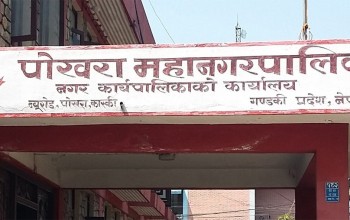 पोखरा महानगरपालि
नगर कार्यपालिकाको कार्यालय
न्यूरोड, पोखरा, कास्की गण्डकी प्रदेश, ने